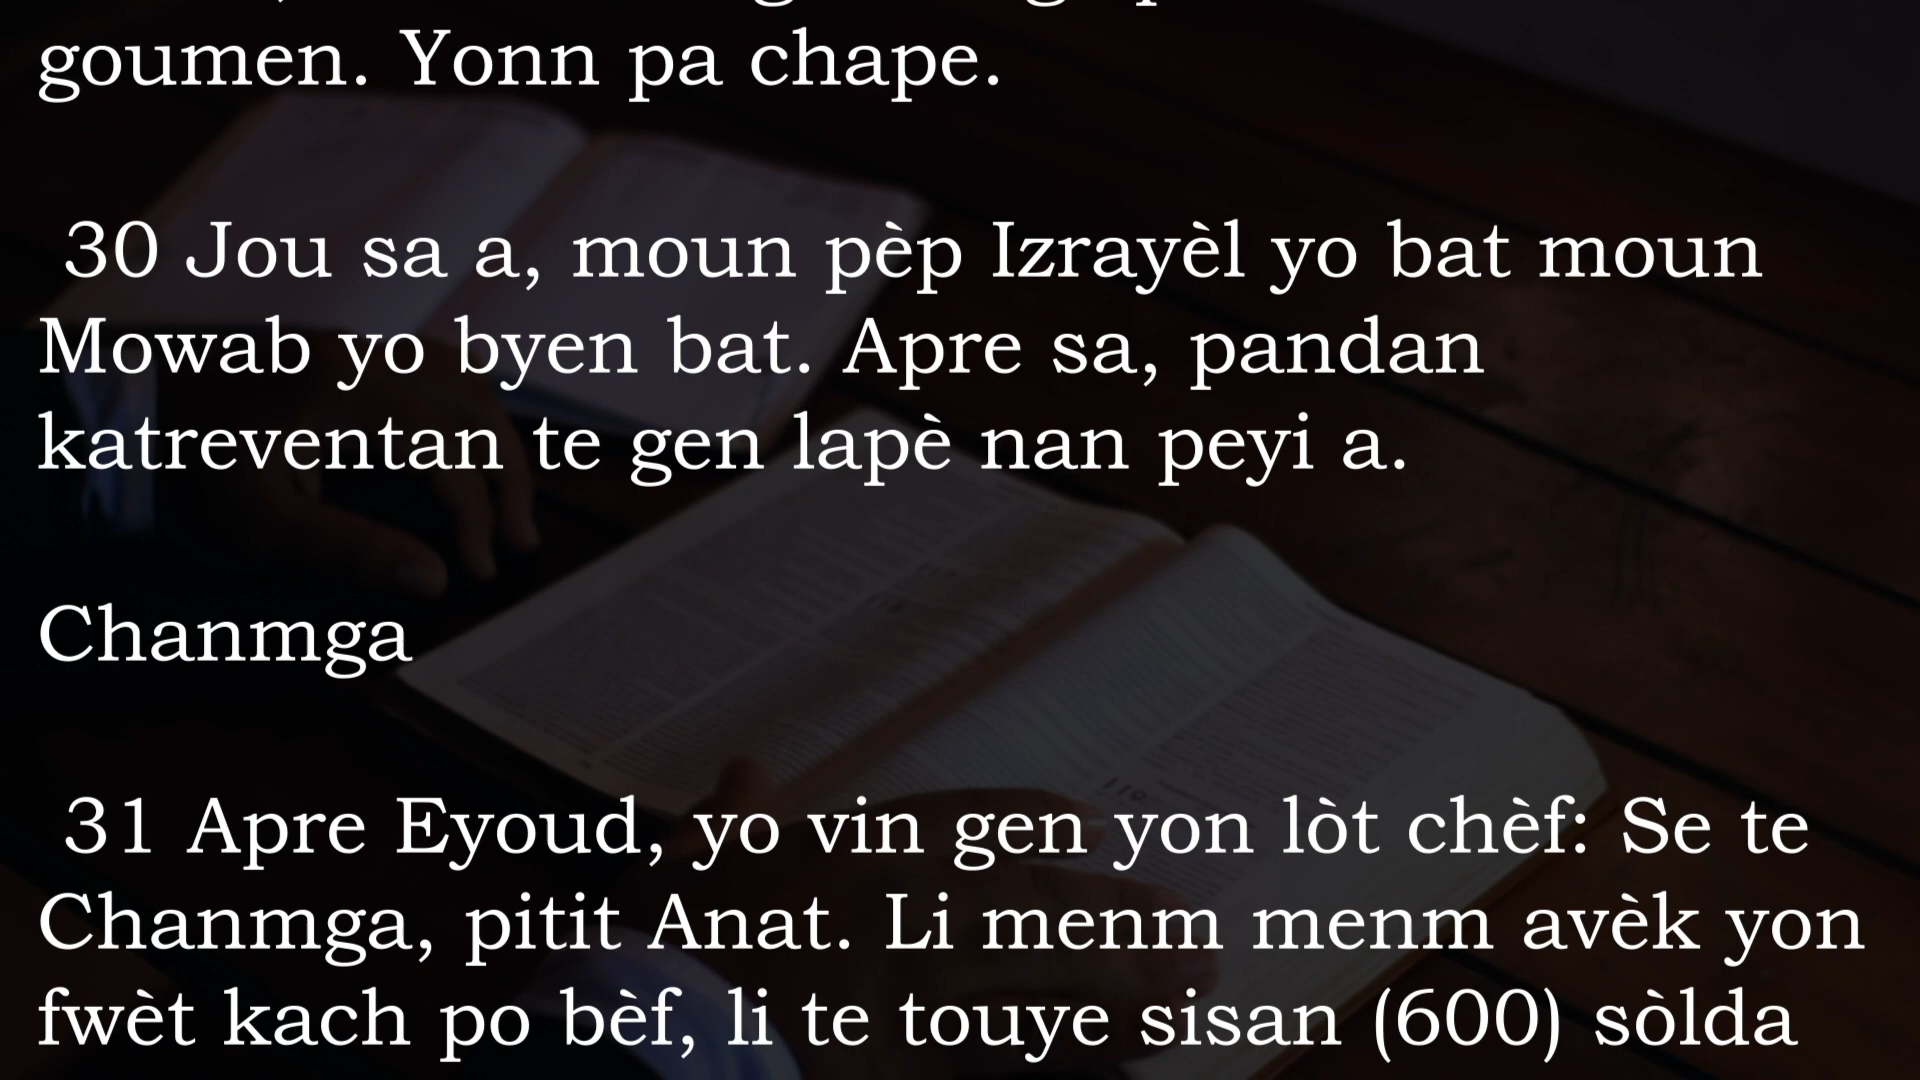 goumen. Yonn pa chape.
30 Jou sa a, moun pèp Izrayèl yo bat moun
Mowab yo byen bat. Apre sa, pandan
katreventan te gen lapè nan peyi a.
Chanmga
31 Apre Eyoud, yo vin gen yon lòt chèf: Se te
Chanmga, pitit Anat. Li menm menm avèk yon
fwèt kach po bèf, li te touye sisan (600) sòlda